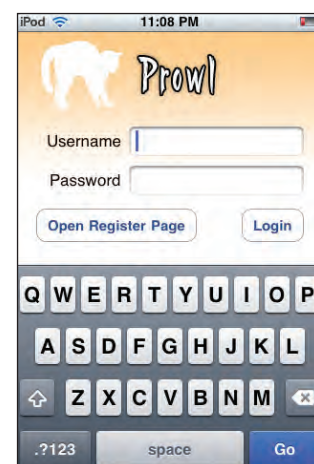 iPod 11:08 PM
Prowl
Username
Password
Open Register Page Login
Q W E R T Y U I O P
A S D F G H J K L
Z X C V B N M
.?123 space Go